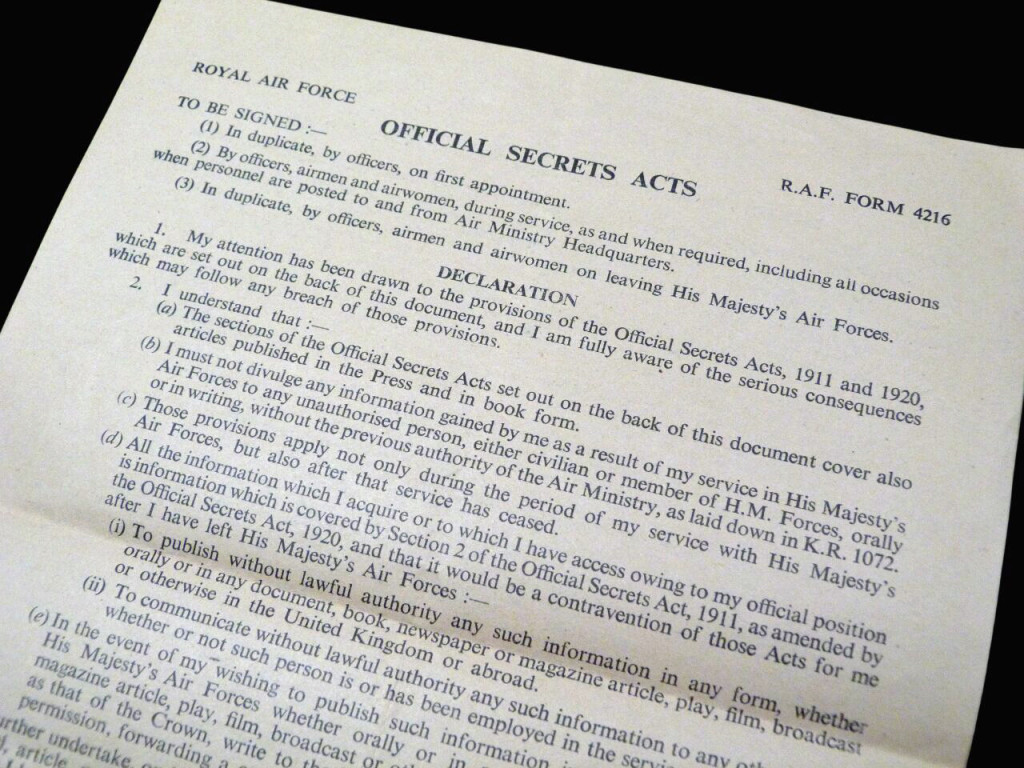 ROYAL AIR FORCE
OFFICIAL SECRETS ACTS
R.A.F. FORM 4216
TO BE SIGNED :—
(1) In duplicate, by officers, on first appointment.
(2) By officers, airmen and airwomen, during service, as and when required, including all occasions
when personnel are posted to and from Air Ministry Headquarters.
(3) In duplicate, by officers, airmen and airwomen on leaving His Majesty's Air Forces.
DECLARATION
1. My attention has been drawn to the provisions of the Official Secrets Acts, 1911 and 1920,
which are set out on the back of this document, and I am fully aware of the serious consequences
which may follow any breach of those provisions.
2. I understand that :—
(a) The sections of the Official Secrets Acts set out on the back of this document cover also
articles published in the Press and in book form.
(b) I must not divulge any information gained by me as a result of my service in His Majesty's
Air Forces to any unauthorised person, either civilian or member of H.M. Forces, orally
or in writing, without the previous authority of the Air Ministry, as laid down in K.R. 1072.
(c) Those provisions apply not only during the period of my service with His Majesty's
Air Forces, but also after that service has ceased.
(d) All the information which I acquire or to which I have access owing to my official position
is information which is covered by Section 2 of the Official Secrets Act, 1911, as amended by
the Official Secrets Act, 1920, and that it would be a contravention of those Acts for me
after I have left His Majesty's Air Forces :—
(i) To publish without lawful authority any such information in any form, whether
orally or in any document, book, newspaper or magazine article, play, film, broadcast
or otherwise in the United Kingdom or abroad.
(ii) To communicate without lawful authority any such information to any
whether or not such person is or has been employed in the
(e) In the event of my wishing to publish such information
His Majesty's Air Forces whether orally or in
magazine article, play, film, broadcast or
as that of the Crown, write to the
permission, forwarding a
undertake
article